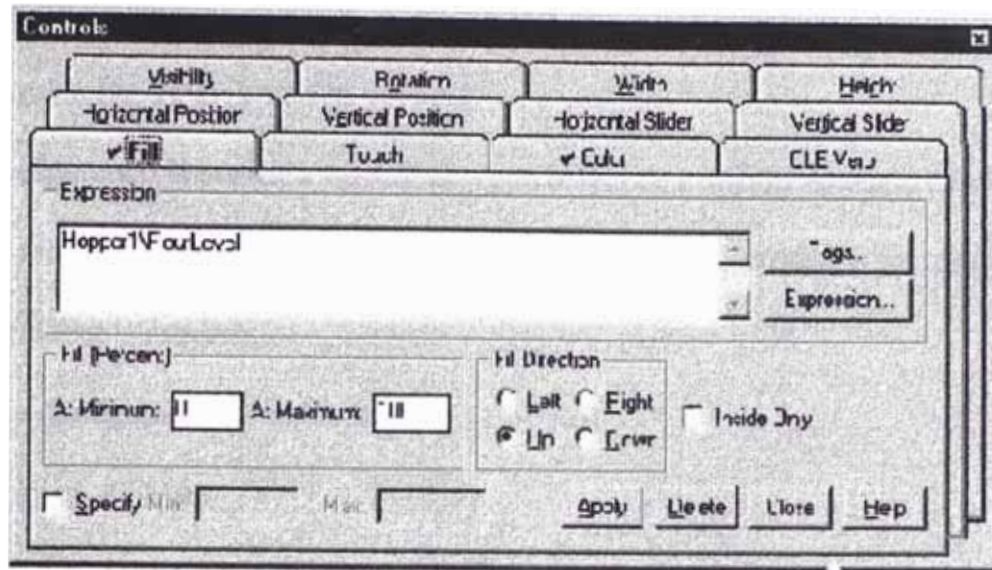 Controls
Visibility Rotation Width Height
Horizontal Position Vertical Position Horizontal Slider Vertical Slider
Fill Touch Color
Expression
Hopper1\FlourLevel
Tags...
Expression...
Fill (Percent) Fill Direction
At Minimum: At Maximum:
Left Right
Inside Only
Up Down
Specify Min Max
Apply Delete Close Help